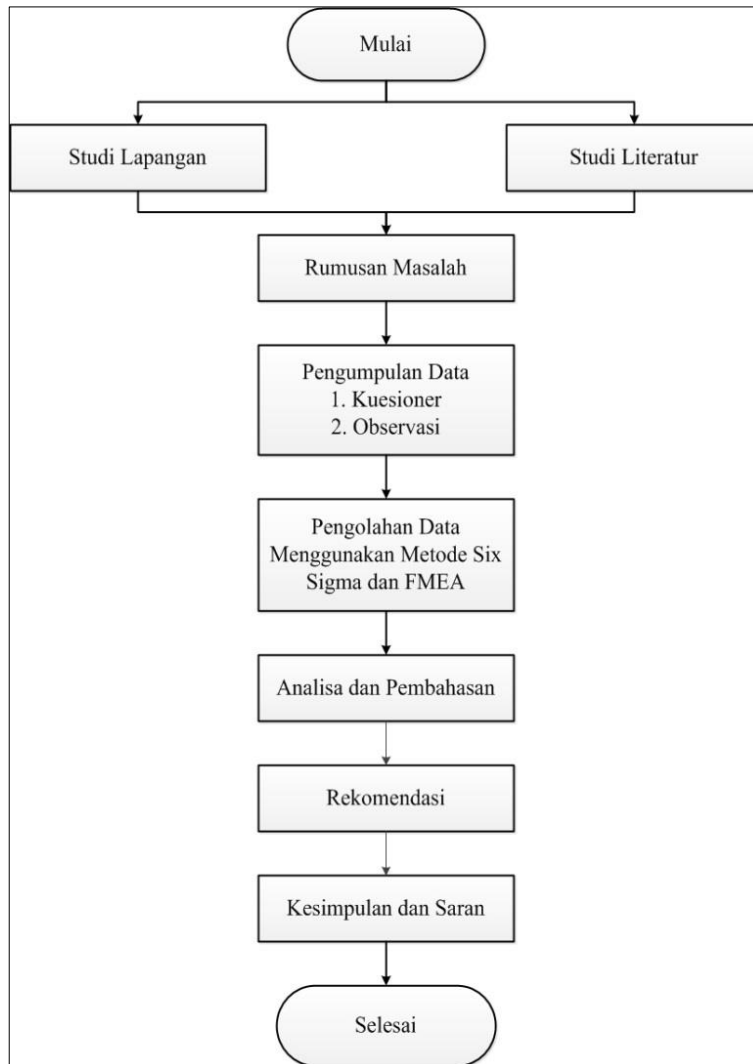 Mulai
Studi Lapangan
Studi Literatur
Rumusan Masalah
Pengumpulan Data
1. Kuesioner
2. Observasi
Pengolahan Data
Menggunakan Metode Six
Sigma dan FMEA
Analisa dan Pembahasan
Rekomendasi
Kesimpulan dan Saran
Selesai